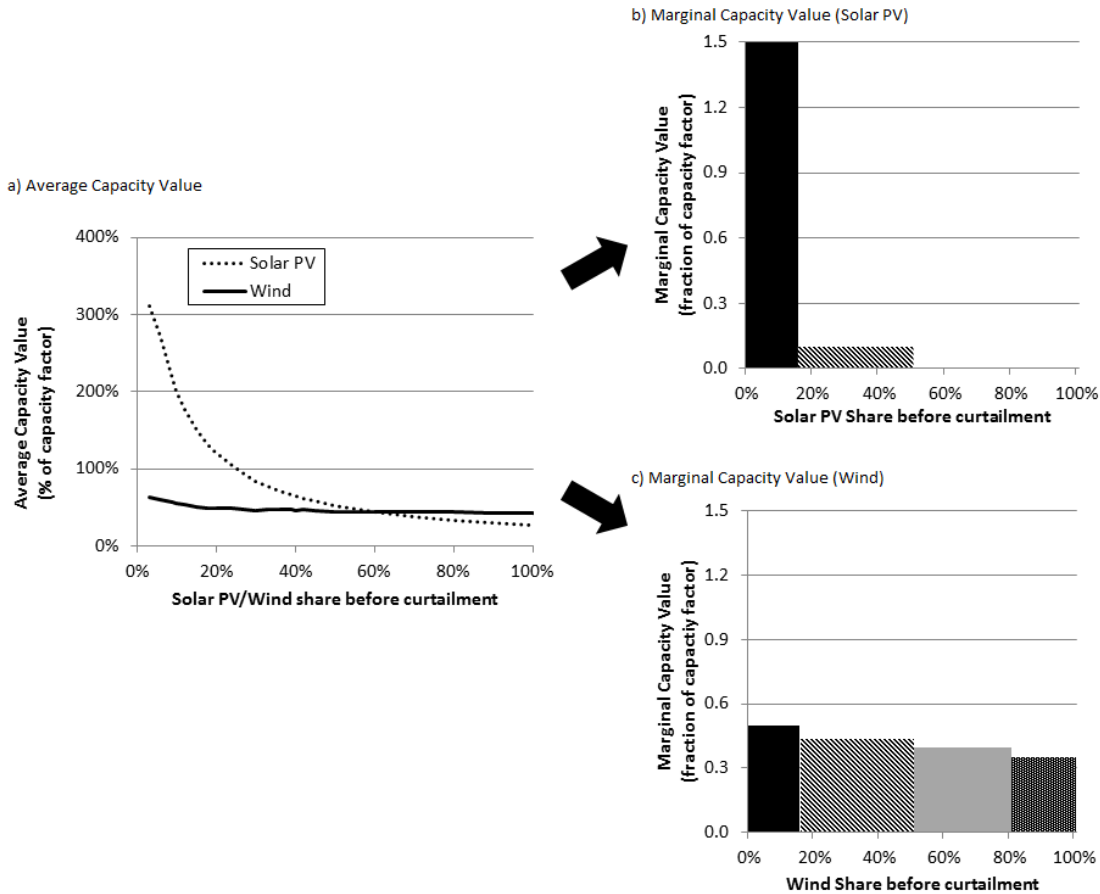 a) Average Capacity Value
400%
300%
200%
100%
0%
Average Capacity Value
(% of capacity factor)
Solar PV
Wind
0% 20% 40% 60% 80% 100%
Solar PV/Wind share before curtailment
b) Marginal Capacity Value (Solar PV)
1.5
1.2
0.9
0.6
0.3
0.0
Marginal Capacity Value
(fraction of capacity factor)
0% 20% 40% 60% 80% 100%
Solar PV Share before curtailment
c) Marginal Capacity Value (Wind)
1.5
1.2
0.9
0.6
0.3
0.0
Marginal Capacity Value
(fraction of capactiy factor)
0% 20% 40% 60% 80% 100%
Wind Share before curtailment